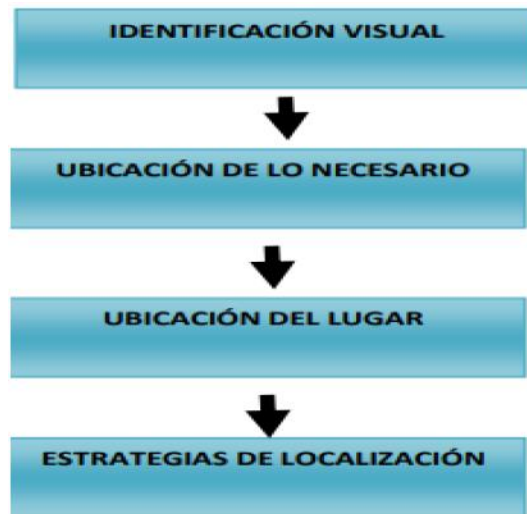 IDENTIFICACIÓN VISUAL
UBICACIÓN DE LO NECESARIO
UBICACIÓN DEL LUGAR
ESTRATEGIAS DE LOCALIZACIÓN